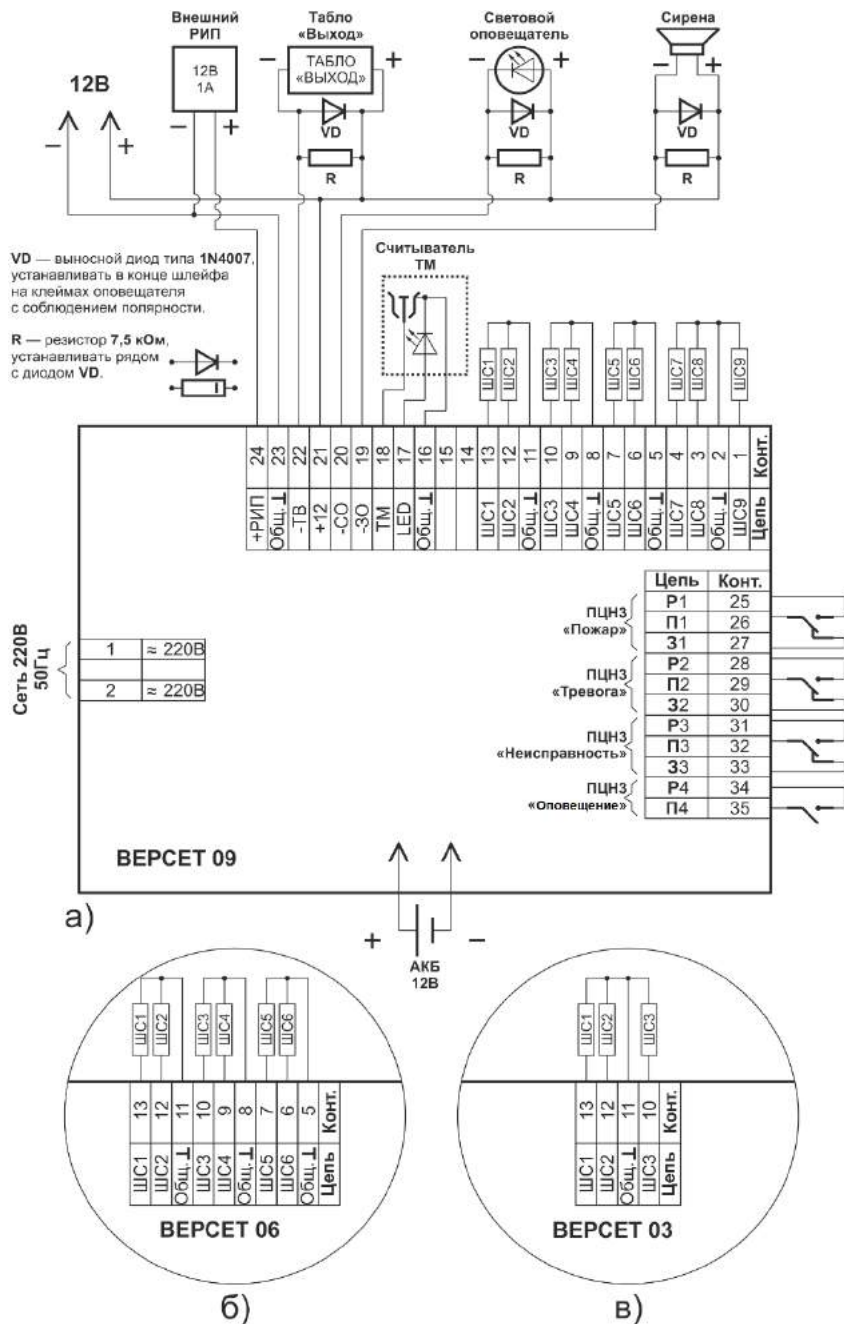 Внешний РИП
Табло «Выход»
Световой оповещатель
Сирена
12В
12В 1А
ТАБЛО «ВЫХОД»
− + − + − + − + − +
VD
VD
VD
R
R
R
VD — выносной диод типа 1N4007,
устанавливать в конце шлейфа
на клеймах оповещателя
с соблюдением полярности.
R — резистор 7,5 кОм,
устанавливать рядом
с диодом VD.
Считыватель ТМ
ШС1 ШС2 ШС3 ШС4 ШС5 ШС6 ШС7 ШС8 ШС9
24 23 22 21 20 19 18 17 16 15 14 13 12 11 10 9 8 7 6 5 4 3 2 1 Конт.
+РИП Общ. -ТВ +12 -СО -ЗО ТМ LED Общ. ШС1 ШС2 Общ. ШС3 ШС4 Общ. ШС5 ШС6 Общ. ШС7 ШС8 Общ. ШС9 Цепь
Сеть 220В
50Гц
1 ≈ 220В
2 ≈ 220В
Цепь Конт.
ПЦН3 «Пожар»
Р1 25
П1 26
З1 27
ПЦН3 «Тревога»
Р2 28
П2 29
З2 30
ПЦН3 «Неисправность»
Р3 31
П3 32
З3 33
ПЦН3 «Оповещение»
Р4 34
П4 35
ВЕРСЕТ 09
а)
+ −
АКБ
12В
ШС1 ШС2 ШС3 ШС4 ШС5 ШС6
13 12 11 10 9 8 7 6 5 Конт.
ШС1 ШС2 Общ. ШС3 ШС4 Общ. ШС5 ШС6 Общ. Цепь
ВЕРСЕТ 06
б)
ШС1 ШС2 ШС3
13 12 11 10 Конт.
ШС1 ШС2 Общ. ШС3 Цепь
ВЕРСЕТ 03
в)